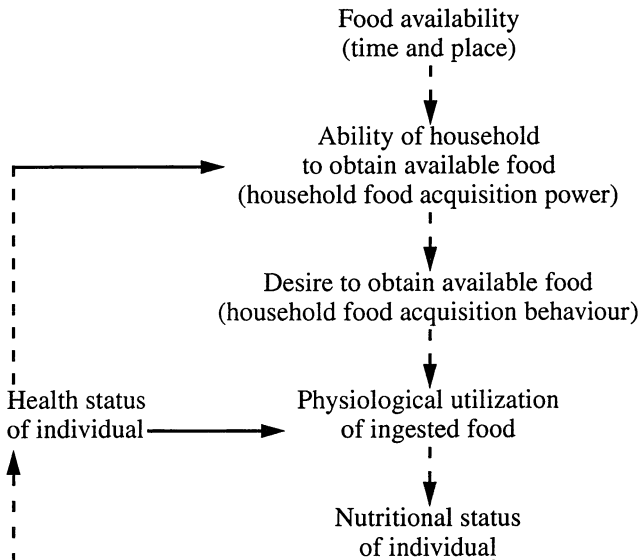 Food availability
(time and place)
Ability of household
to obtain available food
(household food acquisition power)
Desire to obtain available food
(household food acquisition behaviour)
Health status
of individual
Physiological utilization
of ingested food
Nutritional status
of individual